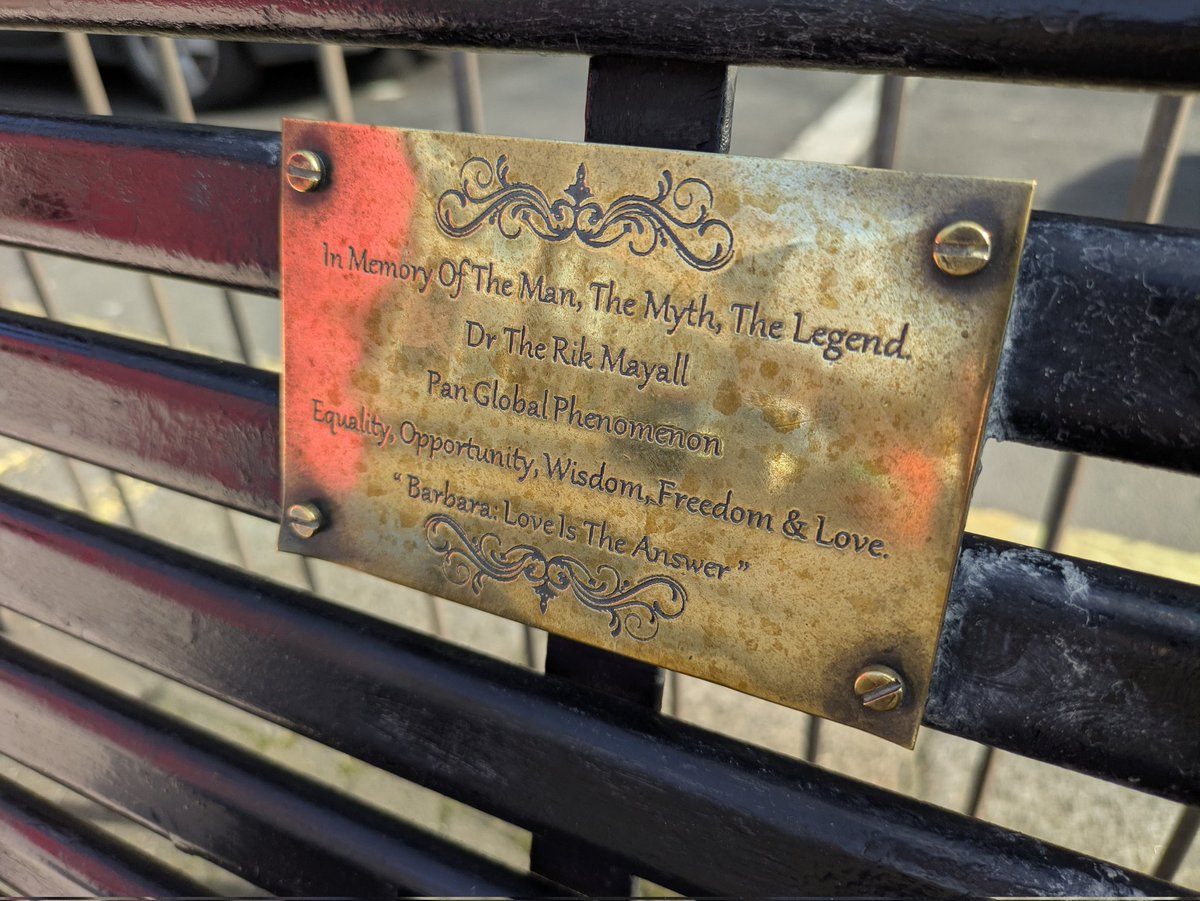 In Memory Of The Man, The Myth, The Legend.
Dr The Rik Mayall
Pan Global Phenomenon
Equality, Opportunity, Wisdom, Freedom & Love.
“ Barbara: Love Is The Answer ”